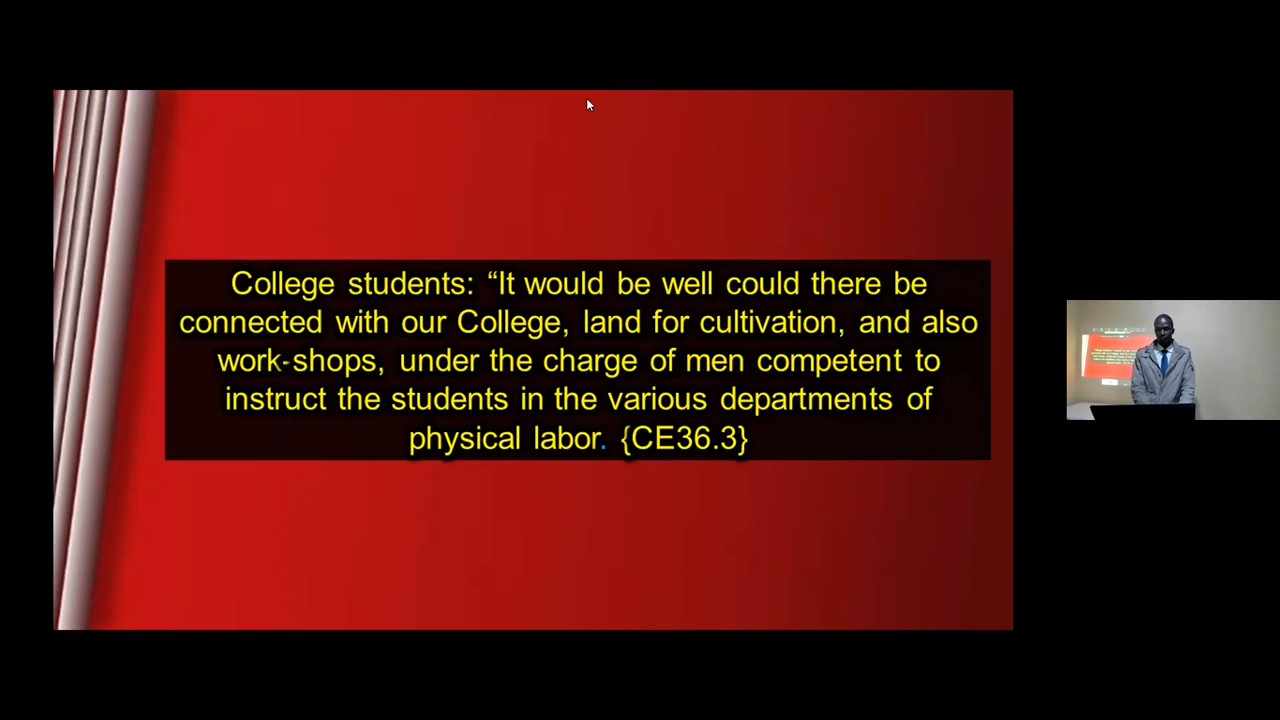 College students: “It would be well could there be
connected with our College, land for cultivation, and also
work-shops, under the charge of men competent to
instruct the students in the various departments of
physical labor. {CE36.3}